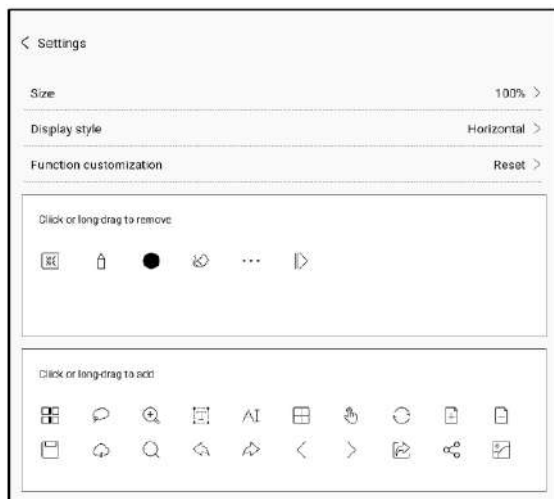 Settings
Size 100%
Display style Horizontal
Function customization Reset
Click or long-drag to remove
Click or long-drag to add
AI